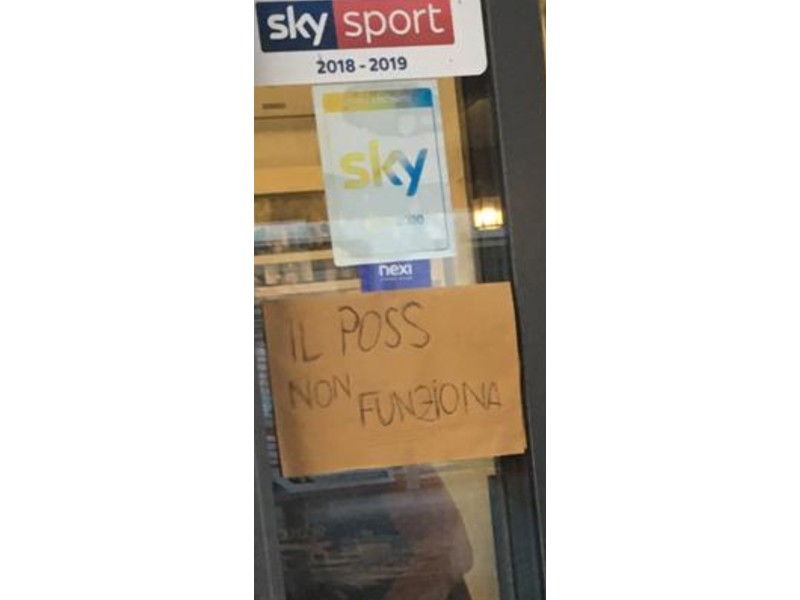 sky sport
2018 - 2019
sky
nexi
IL POSS
NON FUNZIONA